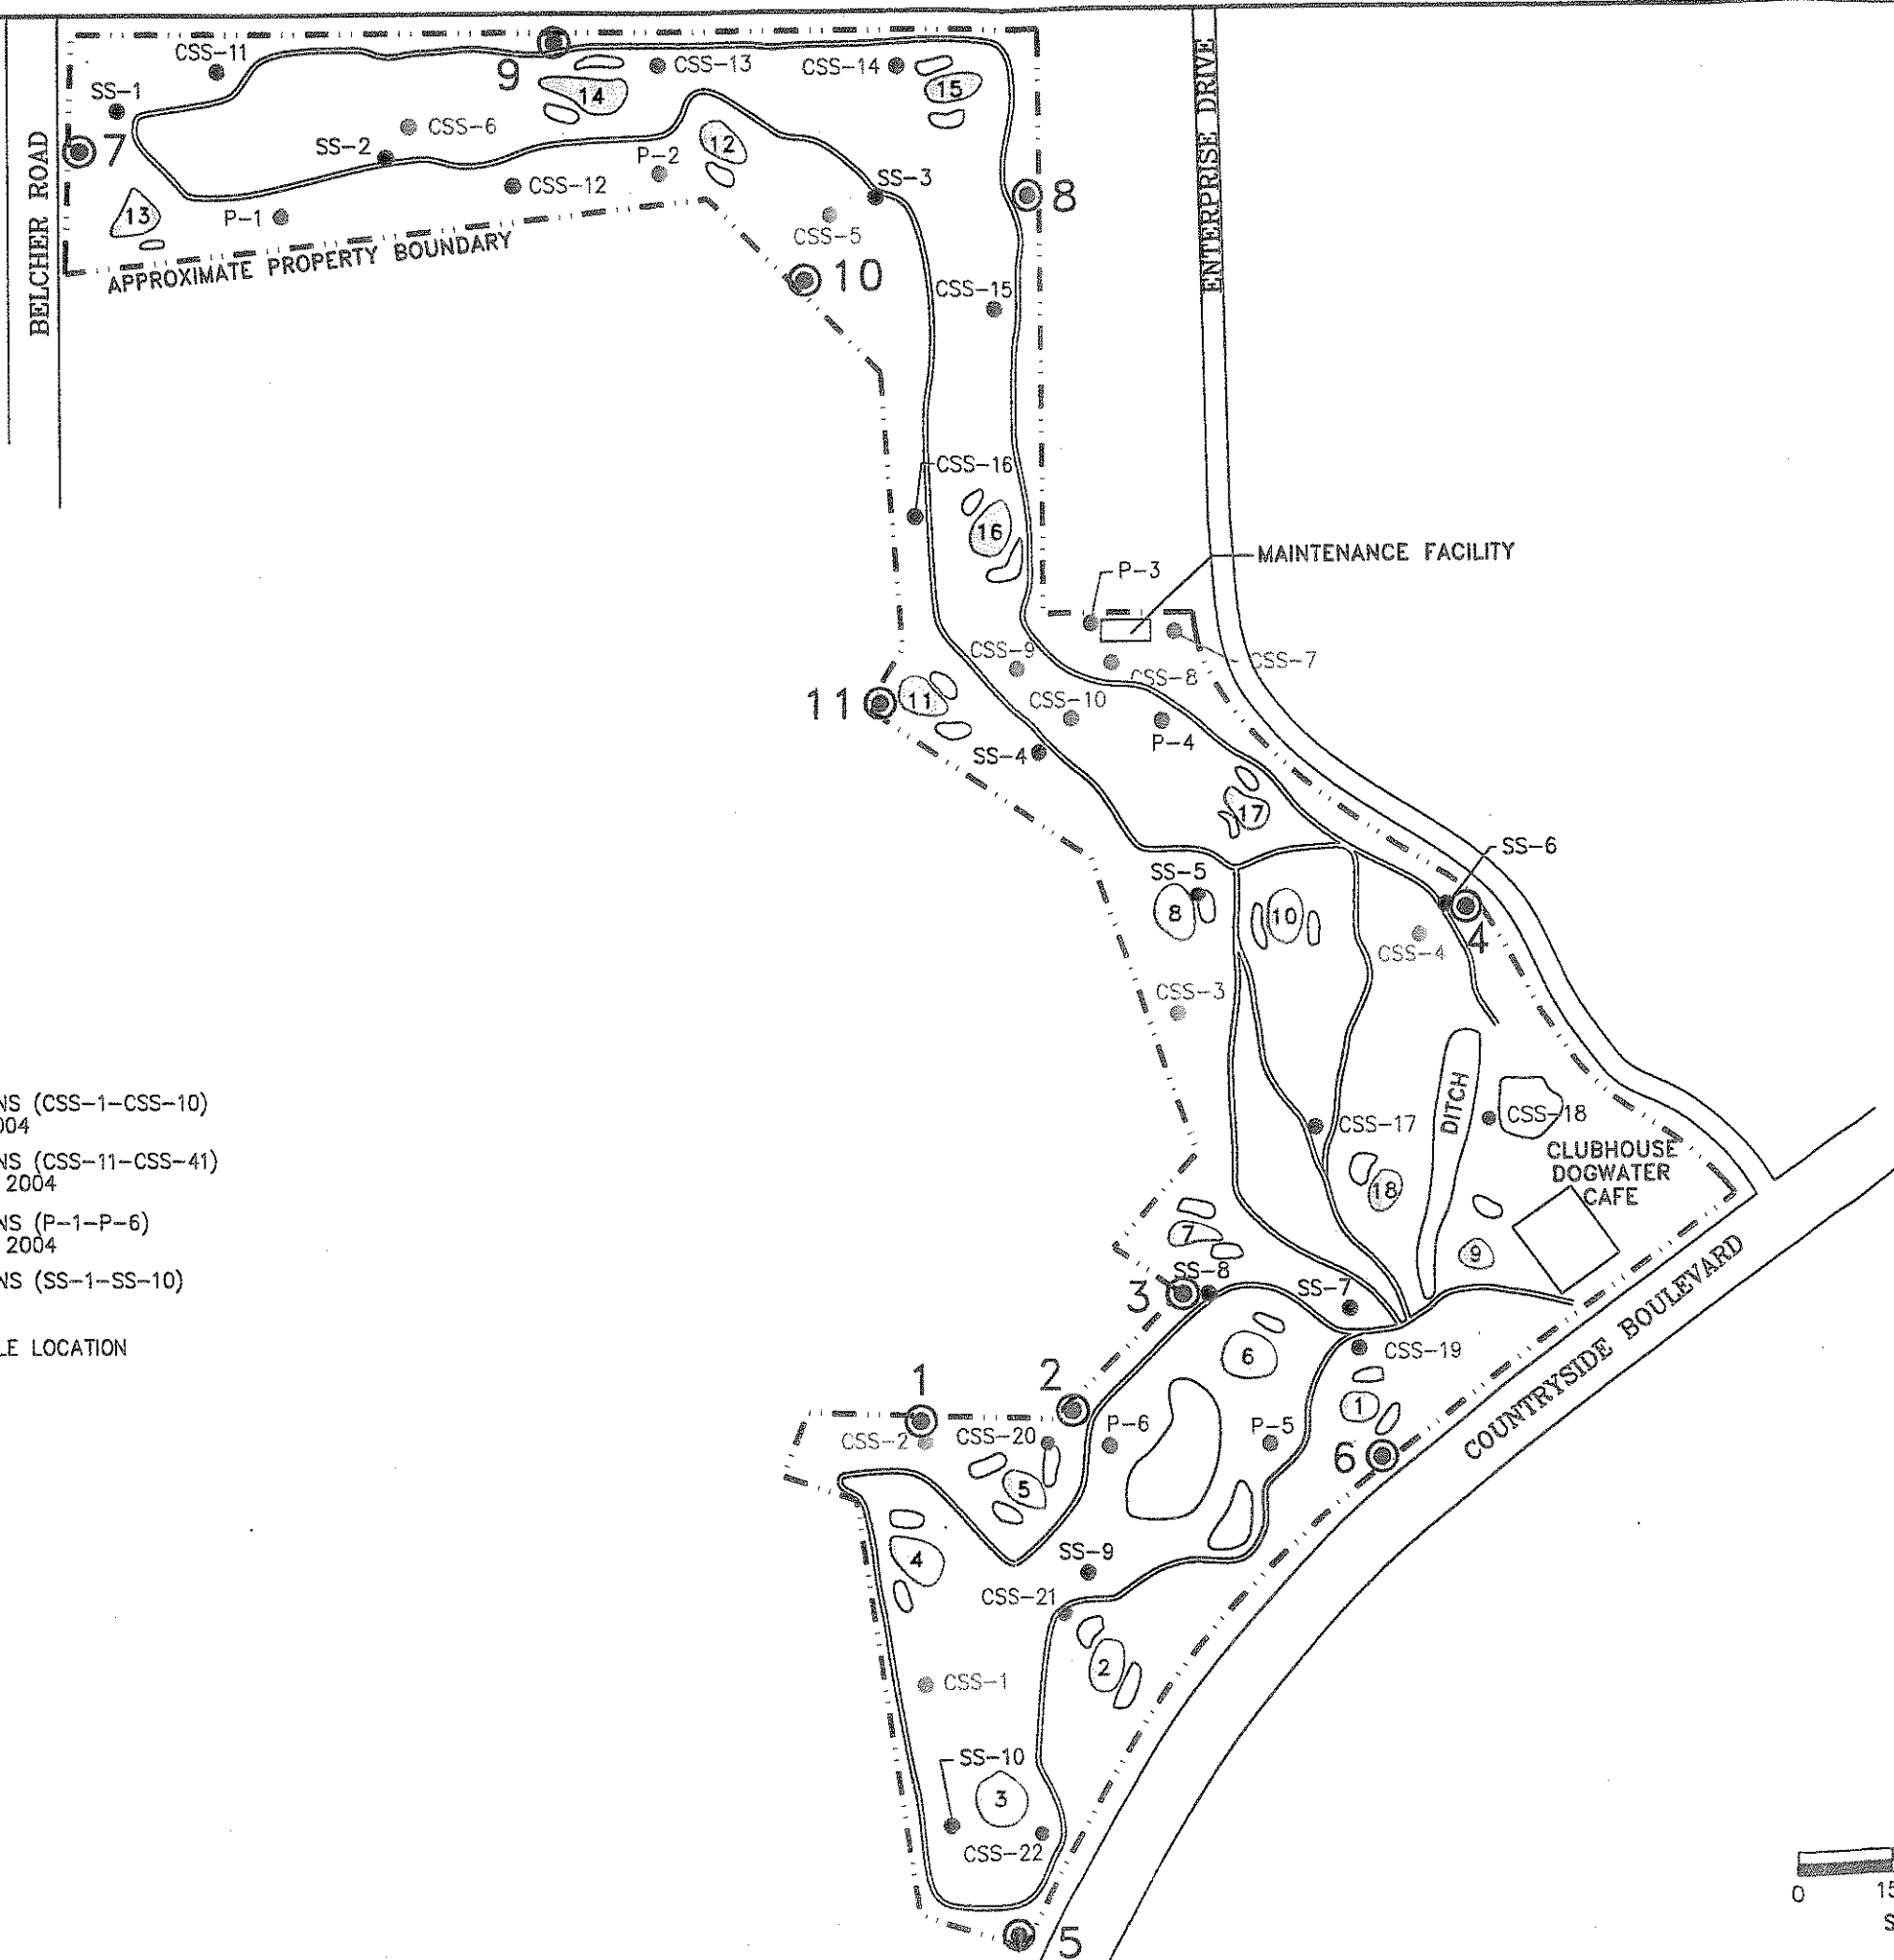 CSS-11
9
CSS-13
CSS-14
15
14
SS-1
7
CSS-6
SS-2
P-2
12
CSS-12
SS-3
8
13
P-1
CSS-5
APPROXIMATE PROPERTY BOUNDARY
10
BELCHER ROAD
ENTERPRISE DRIVE
CSS-15
CSS-16
16
MAINTENANCE FACILITY
P-3
CSS-9
CSS-8
CSS-7
11
11
CSS-10
SS-4
P-4
17
SS-6
SS-5
8
10
4
CSS-4
CSS-3
DITCH
CSS-17
CSS-18
CLUBHOUSE
DOGWATER
CAFE
18
7
9
SS-8
3
SS-7
COUNTRYSIDE BOULEVARD
6
CSS-19
1
2
1
CSS-2
CSS-20
P-6
P-5
6
5
4
SS-9
CSS-21
2
CSS-1
SS-10
3
CSS-22
5
NS (CSS-1-CSS-10)
004
NS (CSS-11-CSS-41)
2004
NS (P-1-P-6)
2004
NS (SS-1-SS-10)
LE LOCATION
0 15
S